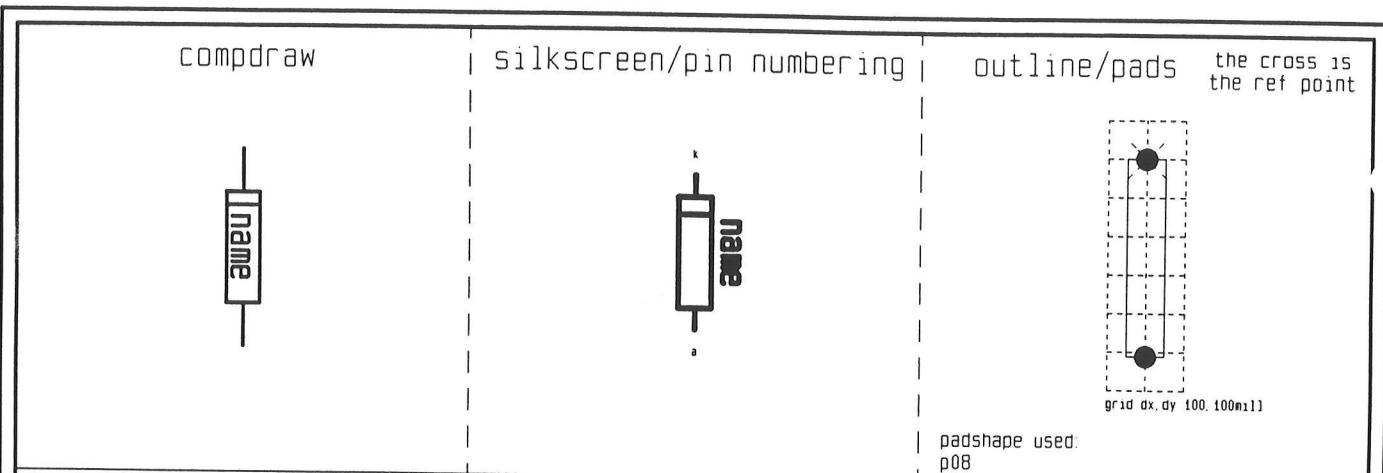 compdraw
silkscreen/pin numbering
outline/pads
the cross is
the ref point
name
k
name
a
grid dx,dy 100,100mill
padshape used:
p08